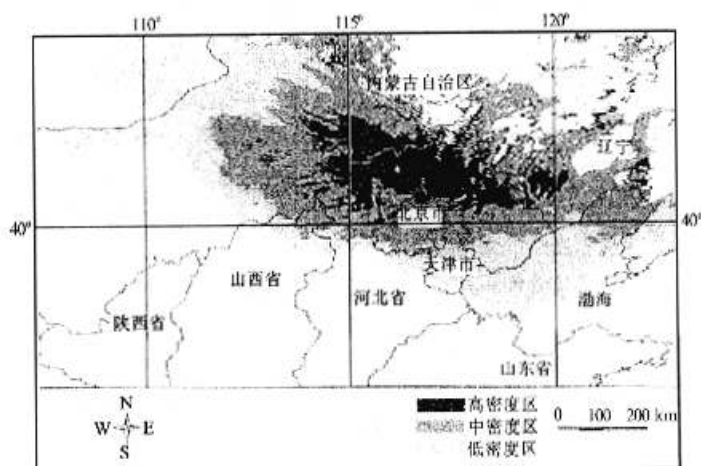 110° 115° 120°
内蒙古自治区
辽宁
40° 北京市 40°
天津市
山西省 河北省 渤海
陕西省
山东省
N
W E
S
高密度区
中密度区
低密度区
0 100 200 km